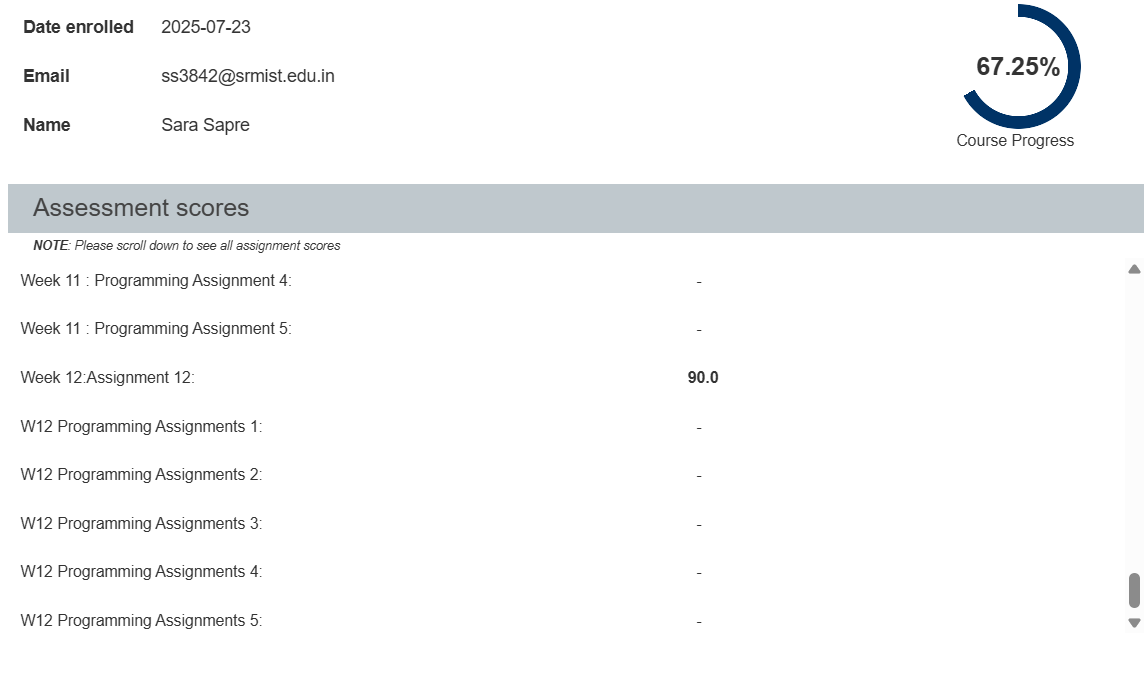 Date enrolled 2025-07-23
Email ss3842@srmist.edu.in
Name Sara Sapre
67.25%
Course Progress
Assessment scores
NOTE: Please scroll down to see all assignment scores
Week 11 : Programming Assignment 4: -
Week 11 : Programming Assignment 5: -
Week 12:Assignment 12: 90.0
W12 Programming Assignments 1: -
W12 Programming Assignments 2: -
W12 Programming Assignments 3: -
W12 Programming Assignments 4: -
W12 Programming Assignments 5: -